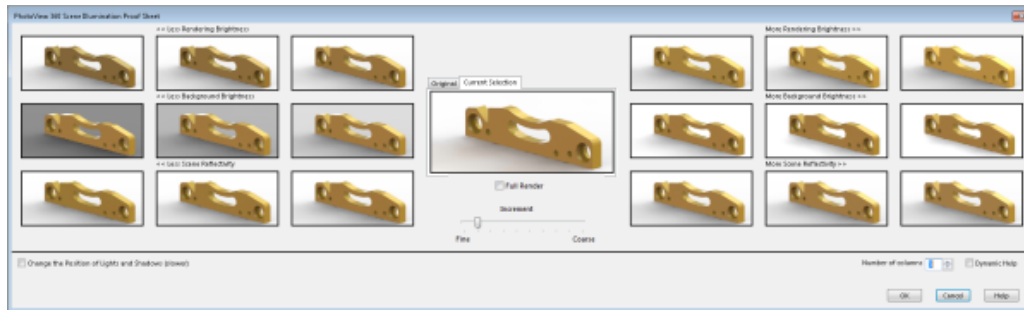 PhotoView 360 Scene Illumination Proof Sheet
<< Less Rendering Brightness
More Rendering Brightness >>
Original Current Selection
<< Less Background Brightness
More Background Brightness >>
<< Less Scene Reflectivity
More Scene Reflectivity >>
Full Render
Increment
Fine Coarse
Change the Position of Lights and Shadows (slower)
Number of columns
Dynamic Help
OK Cancel Help